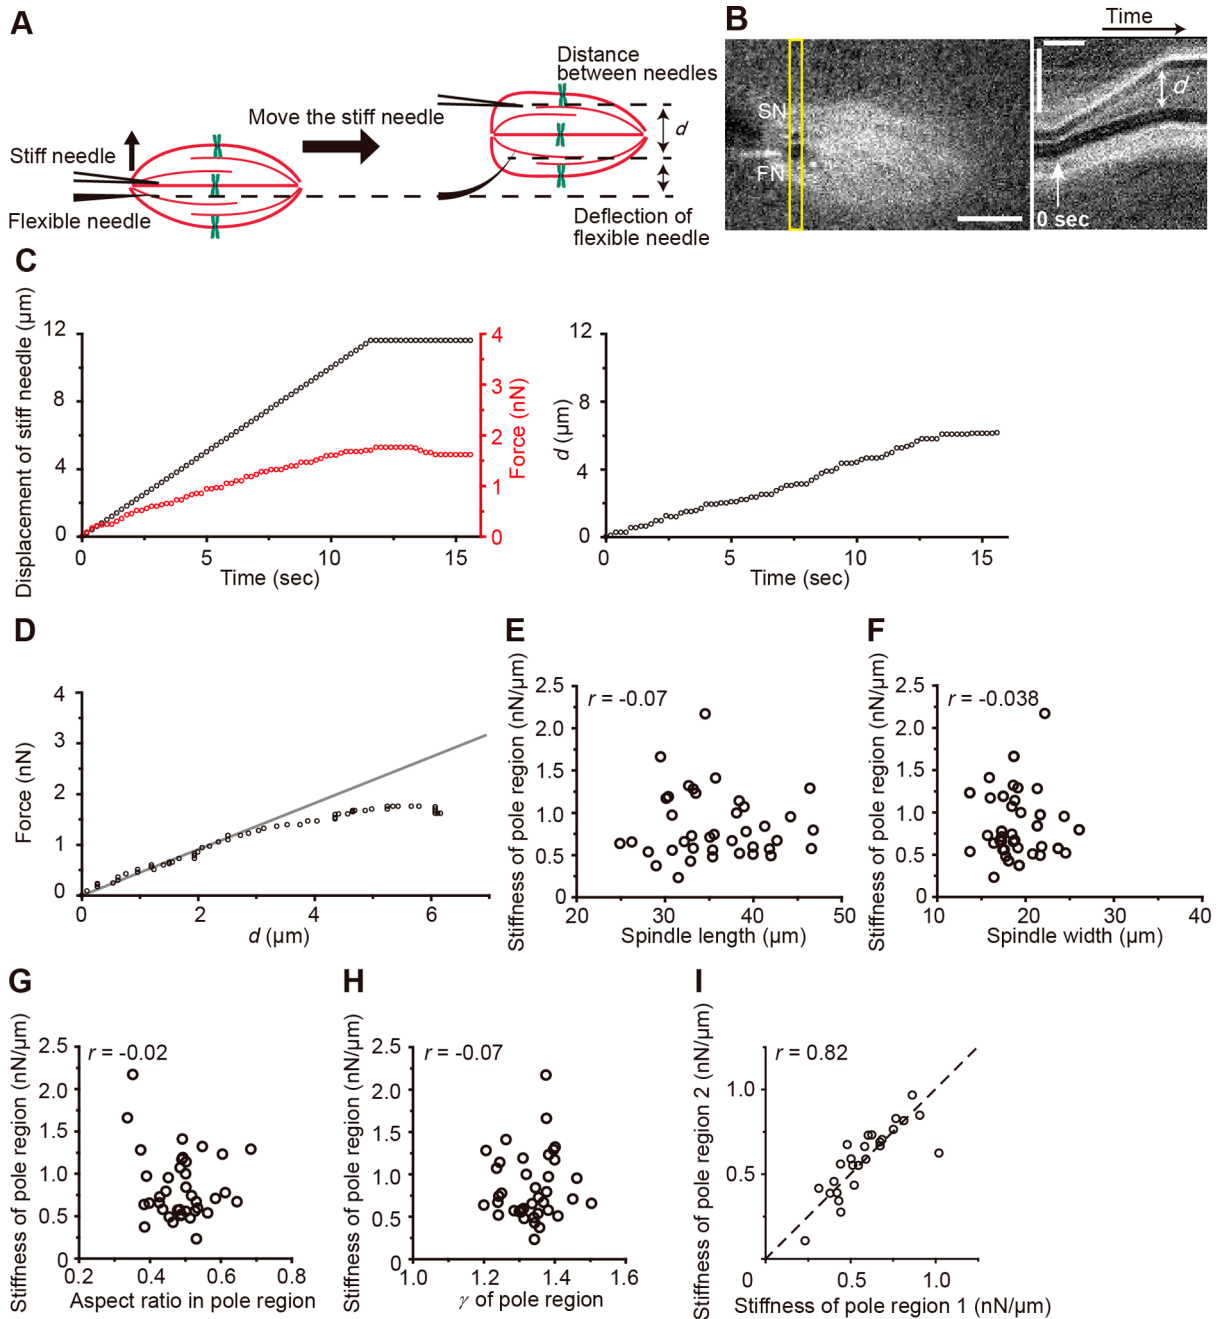 A
Distance
between needles
Move the stiff needle
d
Stiff needle
Flexible needle
Deflection of
flexible needle
B
Time
SN
FN
d
0 sec
C
Displacement of stiff needle (μm)
12
8
4
0
0
5
10
15
Time (sec)
4
3
2
1
0
Force (nN)
d (μm)
12
8
4
0
0
5
10
15
Time (sec)
D
Force (nN)
4
3
2
1
0
0
2
4
6
d (μm)
E
Stiffness of pole region (nN/μm)
r = -0.07
2.5
2.0
1.5
1.0
0.5
0
20
30
40
50
Spindle length (μm)
F
Stiffness of pole region (nN/μm)
r = -0.038
2.5
2.0
1.5
1.0
0.5
0
10
20
30
40
Spindle width (μm)
G
Stiffness of pole region (nN/μm)
r = -0.02
2.5
2.0
1.5
1.0
0.5
0
0.2
0.4
0.6
0.8
Aspect ratio in pole region
H
Stiffness of pole region (nN/μm)
r = -0.07
2.5
2.0
1.5
1.0
0.5
0
1.0
1.2
1.4
1.6
γ of pole region
I
Stiffness of pole region 2 (nN/μm)
r = 0.82
1.0
0.5
0
0
0.5
1.0
Stiffness of pole region 1 (nN/μm)